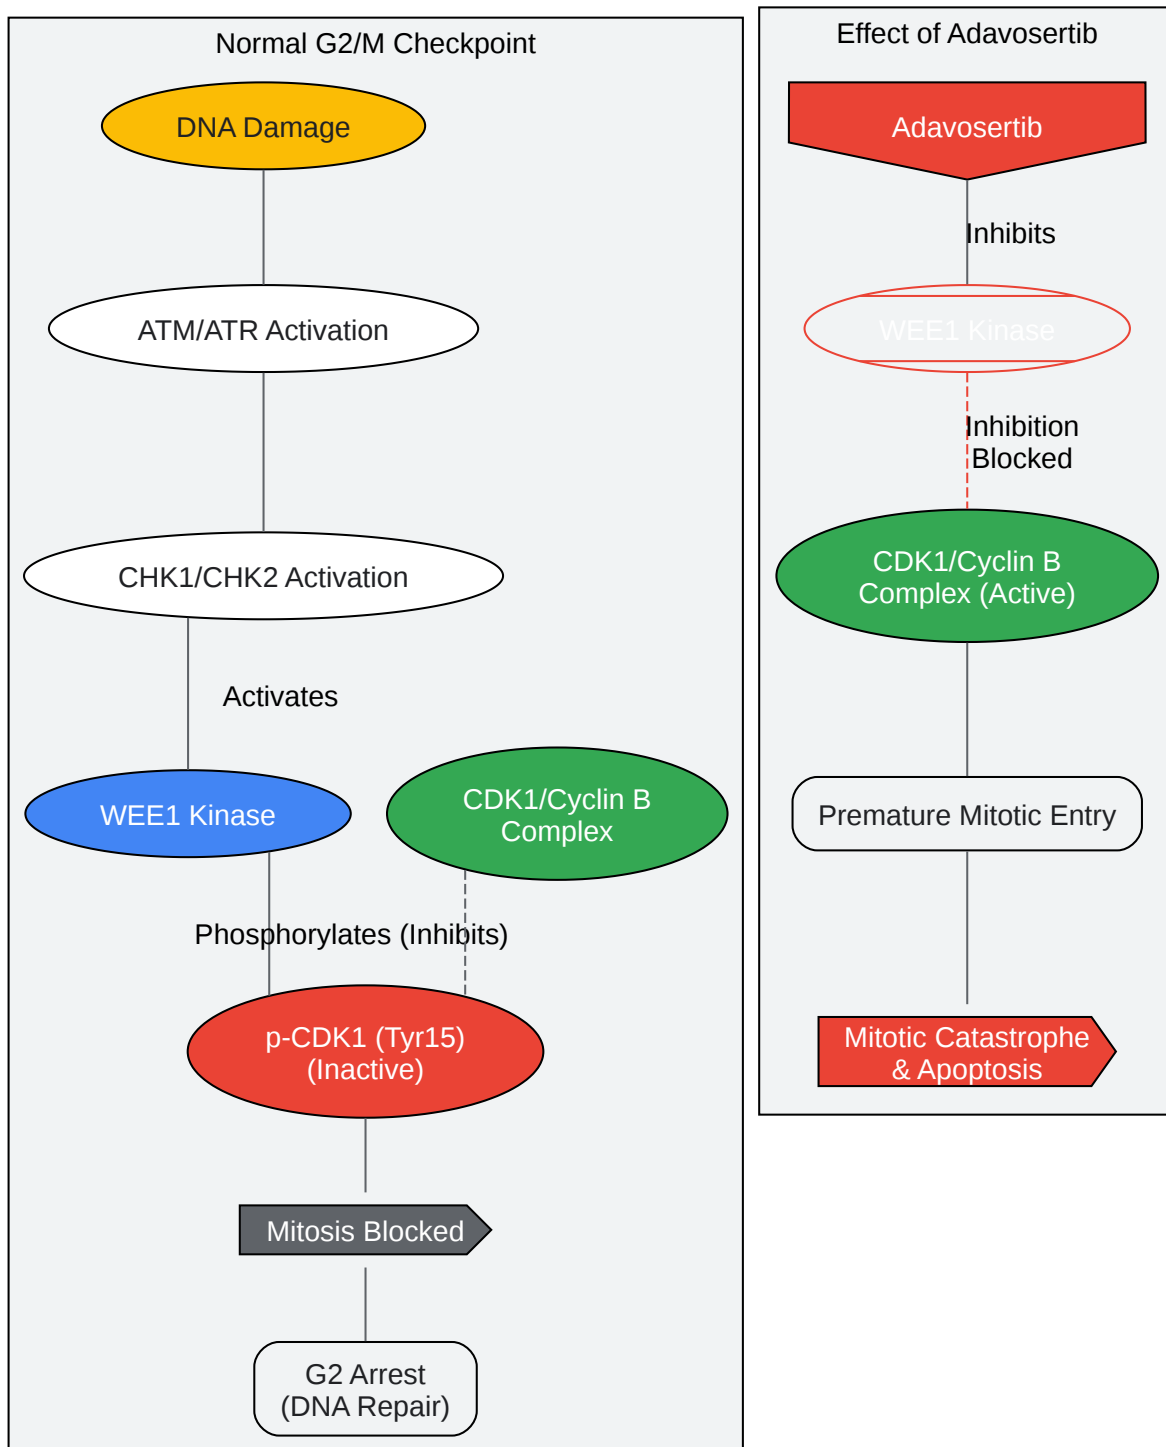 Normal G2/M Checkpoint
DNA Damage
ATM/ATR Activation
CHK1/CHK2 Activation
Activates
WEE1 Kinase
CDK1/Cyclin B
Complex
Phosphorylates (Inhibits)
p-CDK1 (Tyr15)
(Inactive)
Mitosis Blocked
G2 Arrest
(DNA Repair)
Effect of Adavosertib
Adavosertib
Inhibits
WEE1 Kinase
Inhibition
Blocked
CDK1/Cyclin B
Complex (Active)
Premature Mitotic Entry
Mitotic Catastrophe
& Apoptosis